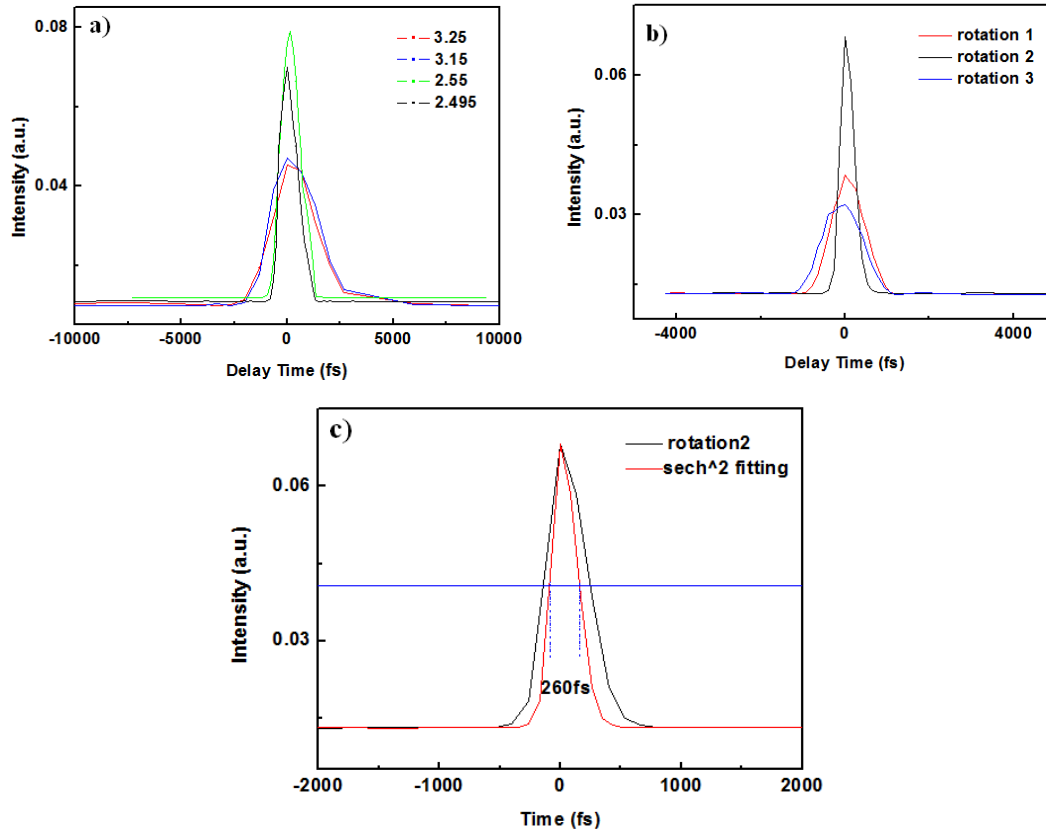 a)
3.25
3.15
2.55
2.495
0.08
0.04
Intensity (a.u.)
-10000 -5000 0 5000 10000
Delay Time (fs)
b)
rotation 1
rotation 2
rotation 3
0.06
0.03
Intensity (a.u.)
-4000 0 4000
Delay Time (fs)
c)
rotation2
sech^2 fitting
0.06
0.03
Intensity (a.u.)
260fs
-2000 -1000 0 1000 2000
Time (fs)